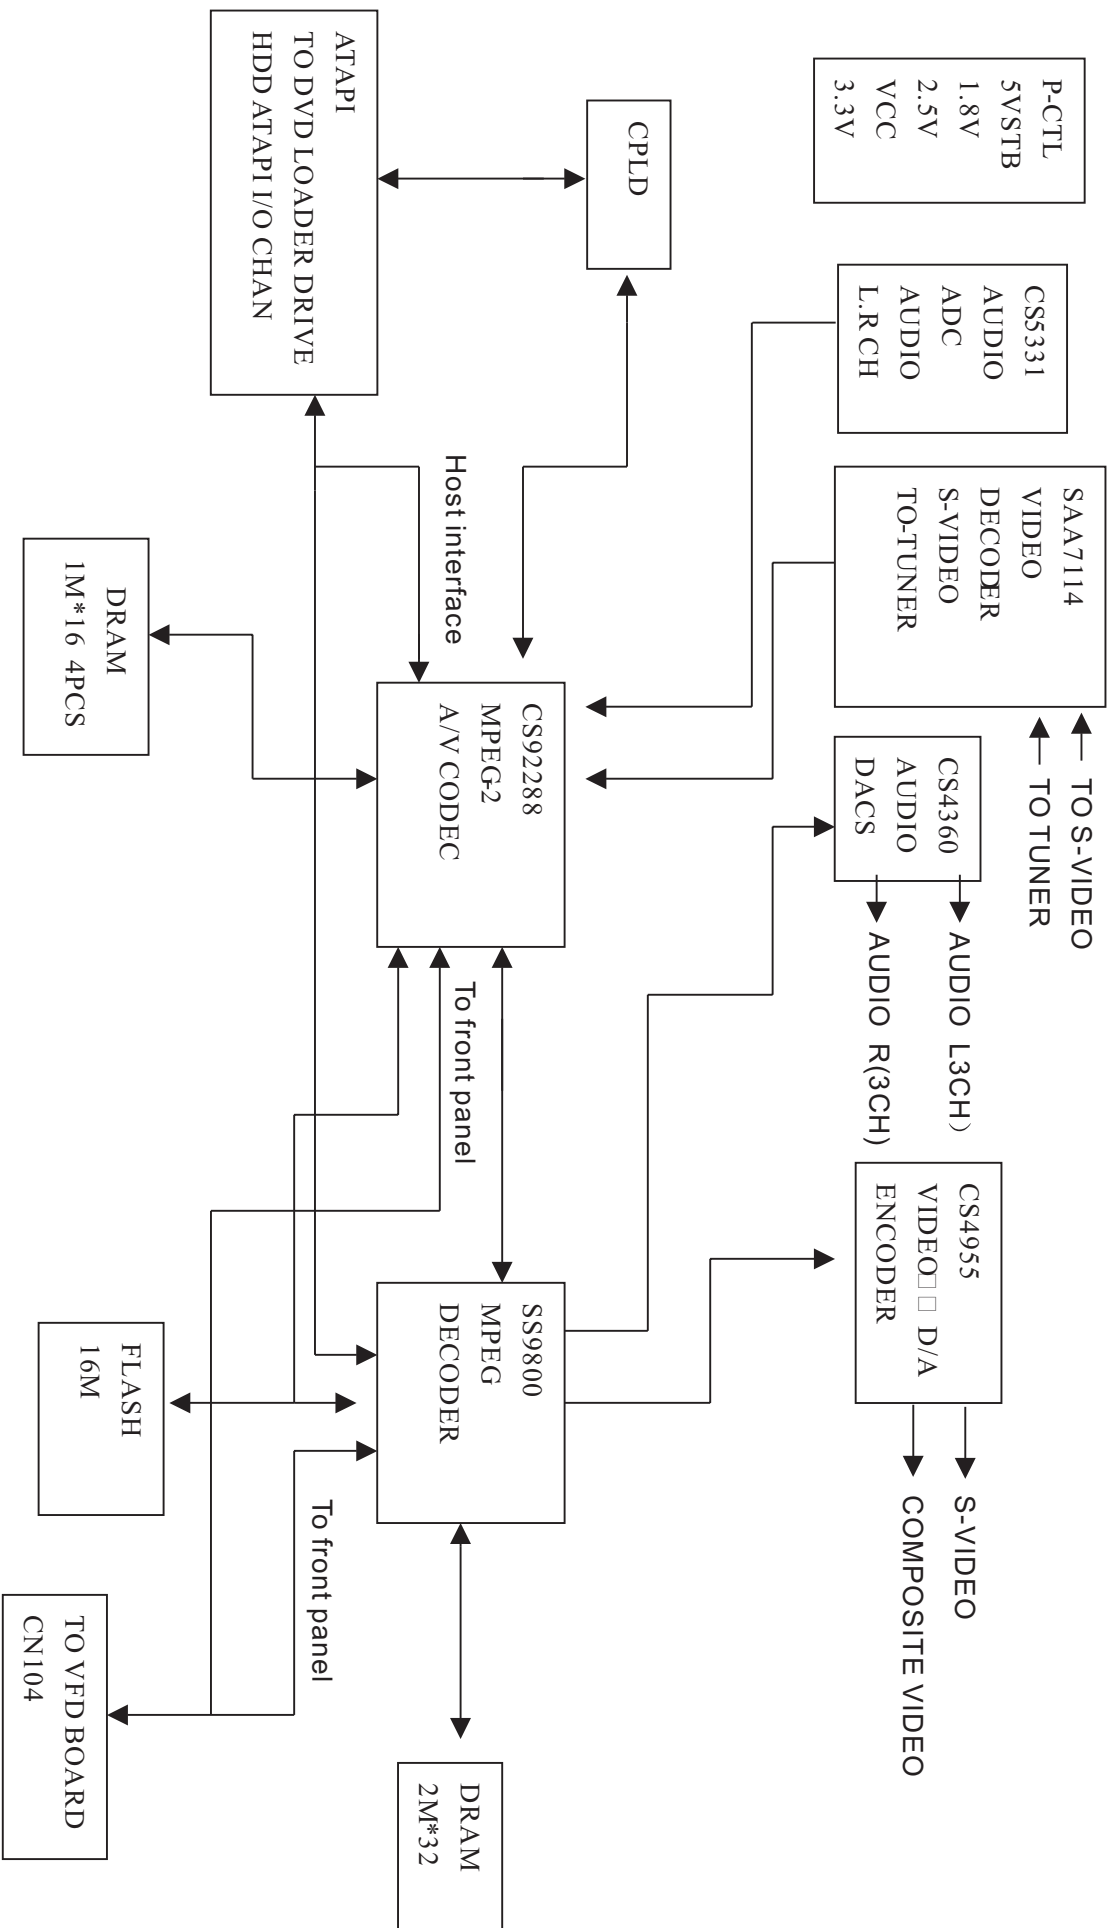 P-CTL
5VSTB
1.8V
2.5V
VCC
3.3V
CS5331
AUDIO
ADC
AUDIO
L.R CH
SAA7114
VIDEO
DECODER
S-VIDEO
TO-TUNER
TO S-VIDEO
TO TUNER
CS4360
AUDIO
DACS
AUDIO L3CH)
AUDIO R(3CH)
CS4955
VIDEO□□ D/A
ENCODER
S-VIDEO
COMPOSITE VIDEO
CPLD
ATAPI
TO DVD LOADER DRIVE
HDD ATAPI I/O CHAN
Host interface
CS92288
MPEG-2
A/V CODEC
To front panel
SS9800
MPEG
DECODER
To front panel
DRAM
2M*32
DRAM
1M*16 4PCS
FLASH
16M
TO VFD BOARD
CN104